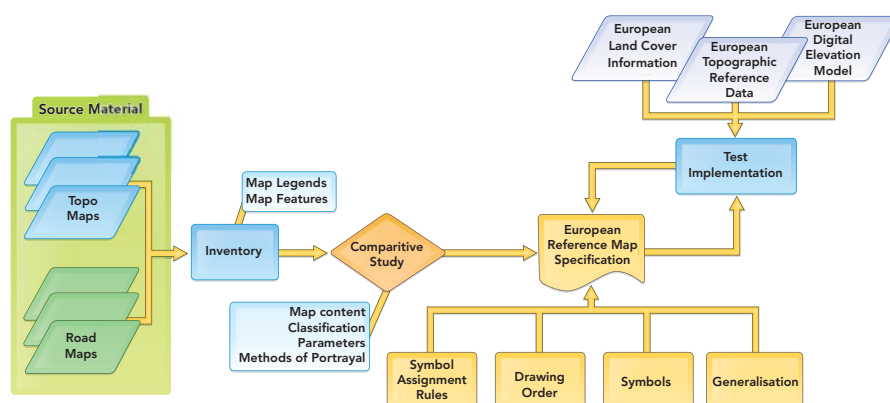 European
Land Cover
Information
European
Topographic
Reference
Data
European
Digital
Elevation
Model
Source Material
Topo
Maps
Road
Maps
Map Legends
Map Features
Inventory
Comparitive
Study
Map content
Classification
Parameters
Methods of Portrayal
European
Reference Map
Specification
Test
Implementation
Symbol
Assignment
Rules
Drawing
Order
Symbols
Generalisation